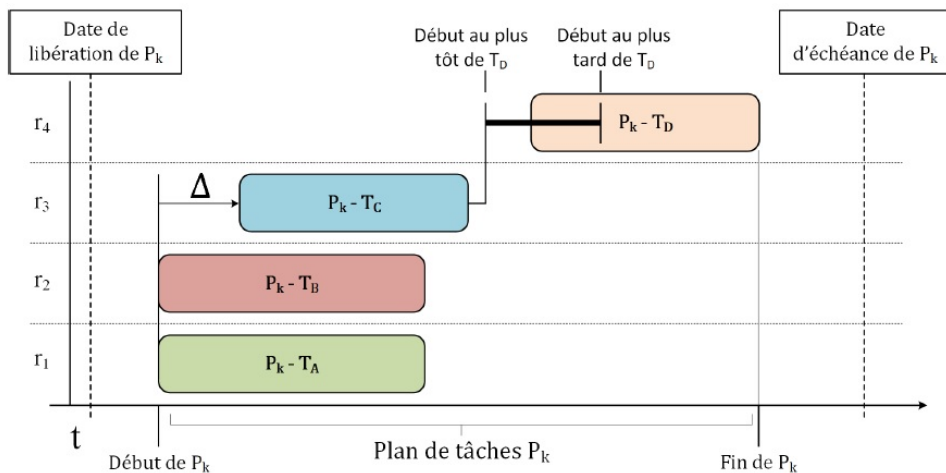 Date de
libération de Pk
Début au plus
tôt de TD
Début au plus
tard de TD
Date
d'échéance de Pk
r4
Pk - TD
r3
Δ
Pk - TC
r2
Pk - TB
r1
Pk - TA
t
Début de Pk
Plan de tâches Pk
Fin de Pk